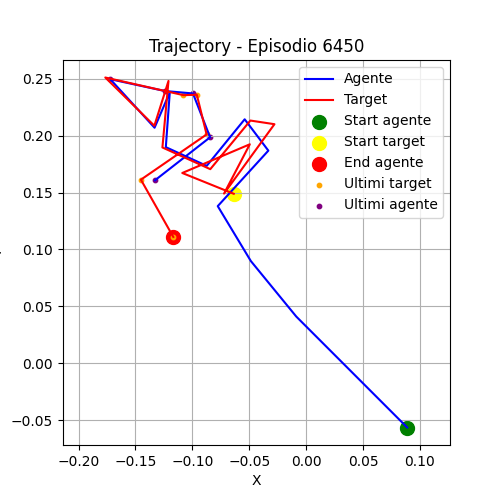 Trajectory - Episodio 6450
Agente
Target
Start agente
Start target
End agente
Ultimi target
Ultimi agente
0.25
0.20
0.15
0.10
0.05
0.00
−0.05
−0.20
−0.15
−0.10
−0.05
0.00
0.05
0.10
X